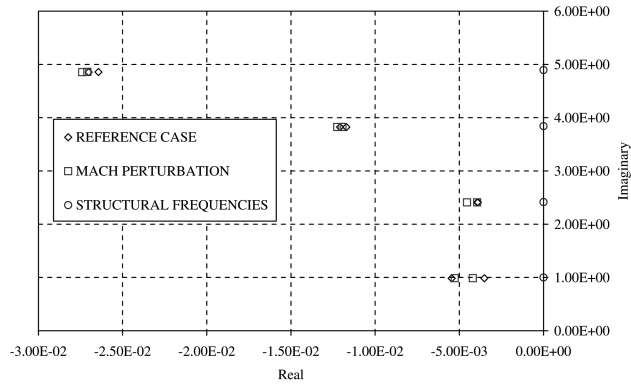 6.00E+00
5.00E+00
4.00E+00
3.00E+00
2.00E+00
1.00E+00
0.00E+00
Imaginary
REFERENCE CASE
MACH PERTURBATION
STRUCTURAL FREQUENCIES
-3.00E-02 -2.50E-02 -2.00E-02 -1.50E-02 -1.00E-02 -5.00E-03 0.00E+00
Real